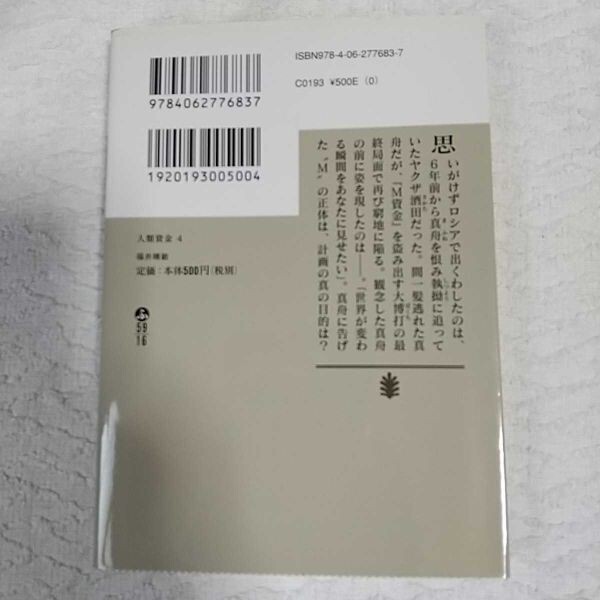 ISBN978-4-06-277683-7
C0193 ¥500E (0)
9784062776837
1920193005004
思いがけずロシアで出くわしたのは、
6年前から真舟を恨み執拗に追って
いたヤクザ酒田だった。間一髪逃れた真
舟だが、『M資金』を盗み出す大博打の最
終局面で再び窮地に陥る。観念した真舟
の前に姿を現したのは――。「世界が変わ
る瞬間をあなたに見せたい」。真舟に告げ
た“M”の正体は、計画の真の目的は?
人類資金 4
福井晴敏
定価:本体500円(税別)
ふ
59
16